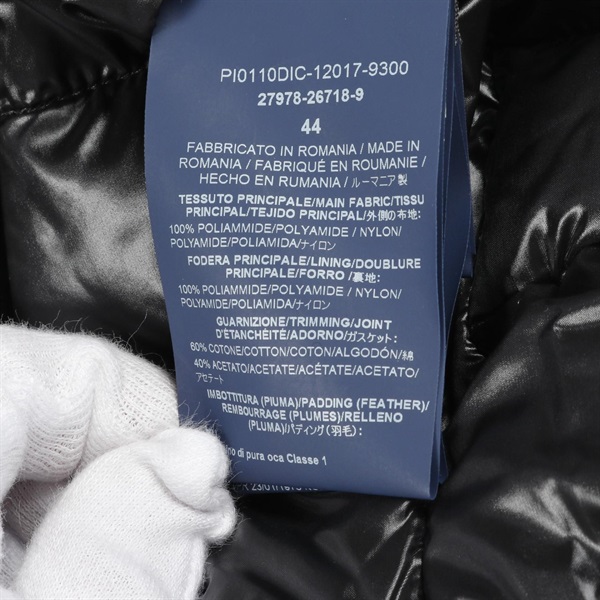 PI0110DIC-12017-9300
27978-26718-9
44
FABBRICATO IN ROMANIA / MADE IN
ROMANIA / FABRIQUÉ EN ROUMANIE /
HECHO EN RUMANIA / ルーマニア製
TESSUTO PRINCIPALE/MAIN FABRIC/TISSU
PRINCIPAL/TEJIDO PRINCIPAL/外側の布地:
100% POLIAMMIDE/POLYAMIDE / NYLON/
POLYAMIDE/POLIAMIDA/ナイロン
FODERA PRINCIPALE/LINING/DOUBLURE
PRINCIPALE/FORRO /裏地:
100% POLIAMMIDE/POLYAMIDE / NYLON/
POLYAMIDE/POLIAMIDA/ナイロン
GUARNIZIONE/TRIMMING/JOINT
D'ÉTANCHÉITÉ/ADORNO/ガスケット:
60% COTONE/COTTON/COTON/ALGODÓN/綿
40% ACETATO/ACETATE/ACÉTATE/ACETATO/
アセテート
IMBOTTITURA (PIUMA)/PADDING (FEATHER)/
REMBOURRAGE (PLUMES)/RELLENO
(PLUMA)/パディング(羽毛):
di pura oca Classe 1